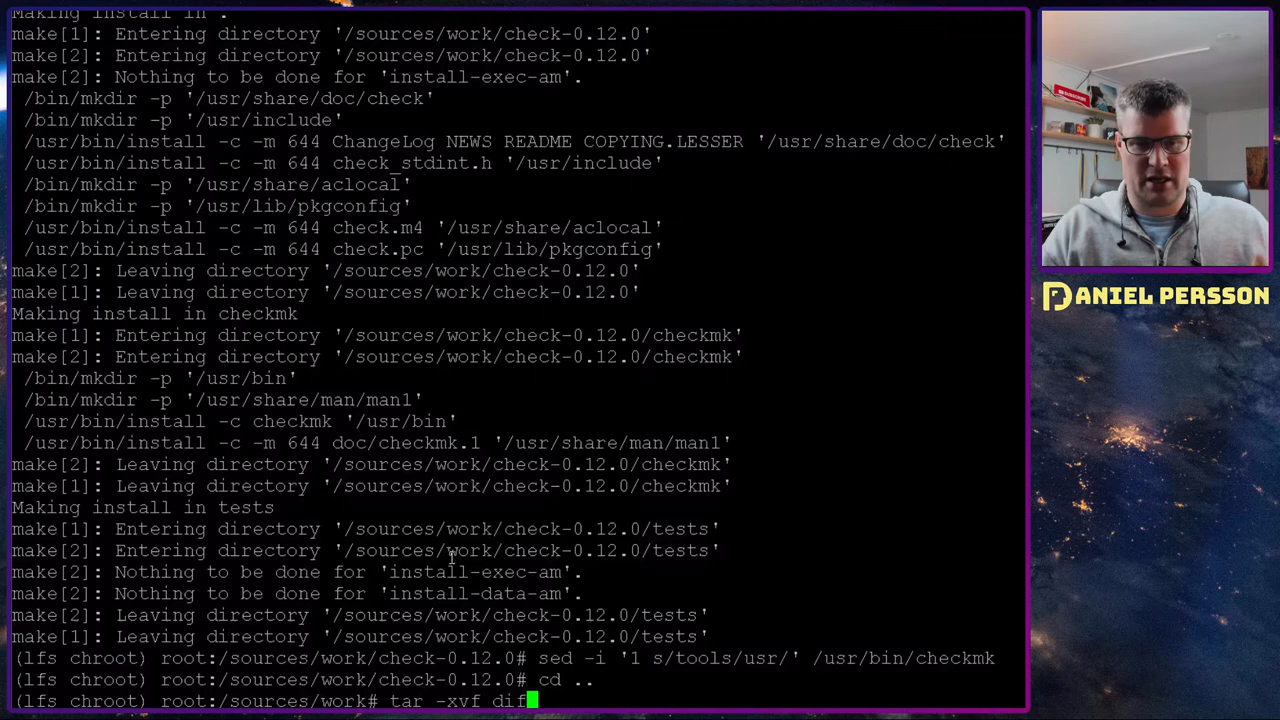 Making install in .
make[1]: Entering directory '/sources/work/check-0.12.0'
make[2]: Entering directory '/sources/work/check-0.12.0'
make[2]: Nothing to be done for 'install-exec-am'.
/bin/mkdir -p '/usr/share/doc/check'
/bin/mkdir -p '/usr/include'
/usr/bin/install -c -m 644 ChangeLog NEWS README COPYING.LESSER '/usr/share/doc/check'
/usr/bin/install -c -m 644 check_stdint.h '/usr/include'
/bin/mkdir -p '/usr/share/aclocal'
/bin/mkdir -p '/usr/lib/pkgconfig'
/usr/bin/install -c -m 644 check.m4 '/usr/share/aclocal'
/usr/bin/install -c -m 644 check.pc '/usr/lib/pkgconfig'
make[2]: Leaving directory '/sources/work/check-0.12.0'
make[1]: Leaving directory '/sources/work/check-0.12.0'
Making install in checkmk
make[1]: Entering directory '/sources/work/check-0.12.0/checkmk'
make[2]: Entering directory '/sources/work/check-0.12.0/checkmk'
/bin/mkdir -p '/usr/bin'
/bin/mkdir -p '/usr/share/man/man1'
/usr/bin/install -c checkmk '/usr/bin'
/usr/bin/install -c -m 644 doc/checkmk.1 '/usr/share/man/man1'
make[2]: Leaving directory '/sources/work/check-0.12.0/checkmk'
make[1]: Leaving directory '/sources/work/check-0.12.0/checkmk'
Making install in tests
make[1]: Entering directory '/sources/work/check-0.12.0/tests'
make[2]: Entering directory '/sources/work/check-0.12.0/tests'
make[2]: Nothing to be done for 'install-exec-am'.
make[2]: Nothing to be done for 'install-data-am'.
make[2]: Leaving directory '/sources/work/check-0.12.0/tests'
make[1]: Leaving directory '/sources/work/check-0.12.0/tests'
(lfs chroot) root:/sources/work/check-0.12.0# sed -i '1 s/tools/usr/' /usr/bin/checkmk
(lfs chroot) root:/sources/work/check-0.12.0# cd ..
(lfs chroot) root:/sources/work# tar -xvf dif
SUBSCRIBE
DANIEL PERSSON